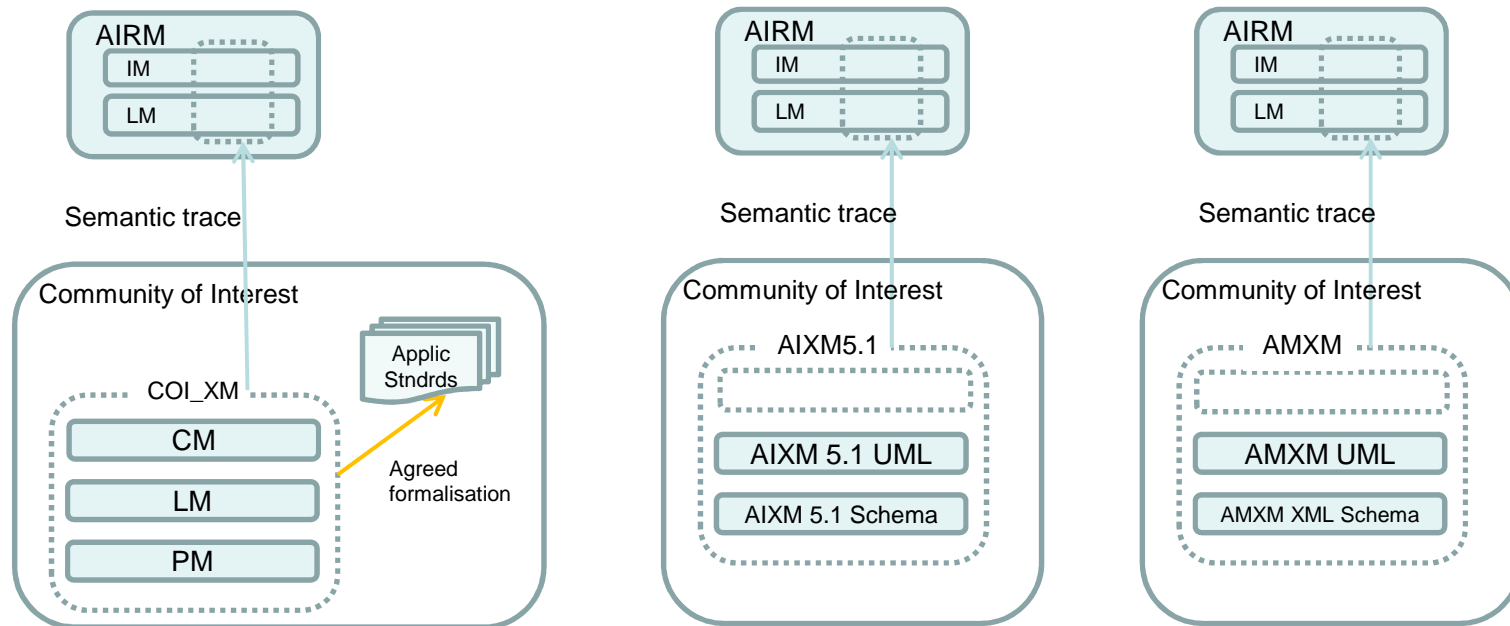 AIRM
IM
LM
Semantic trace
Community of Interest
Applic
Stndrds
COI_XM
CM
LM
PM
Agreed
formalisation
AIRM
IM
LM
Semantic trace
Community of Interest
AIXM5.1
AIXM 5.1 UML
AIXM 5.1 Schema
AIRM
IM
LM
Semantic trace
Community of Interest
AMXM
AMXM UML
AMXM XML Schema